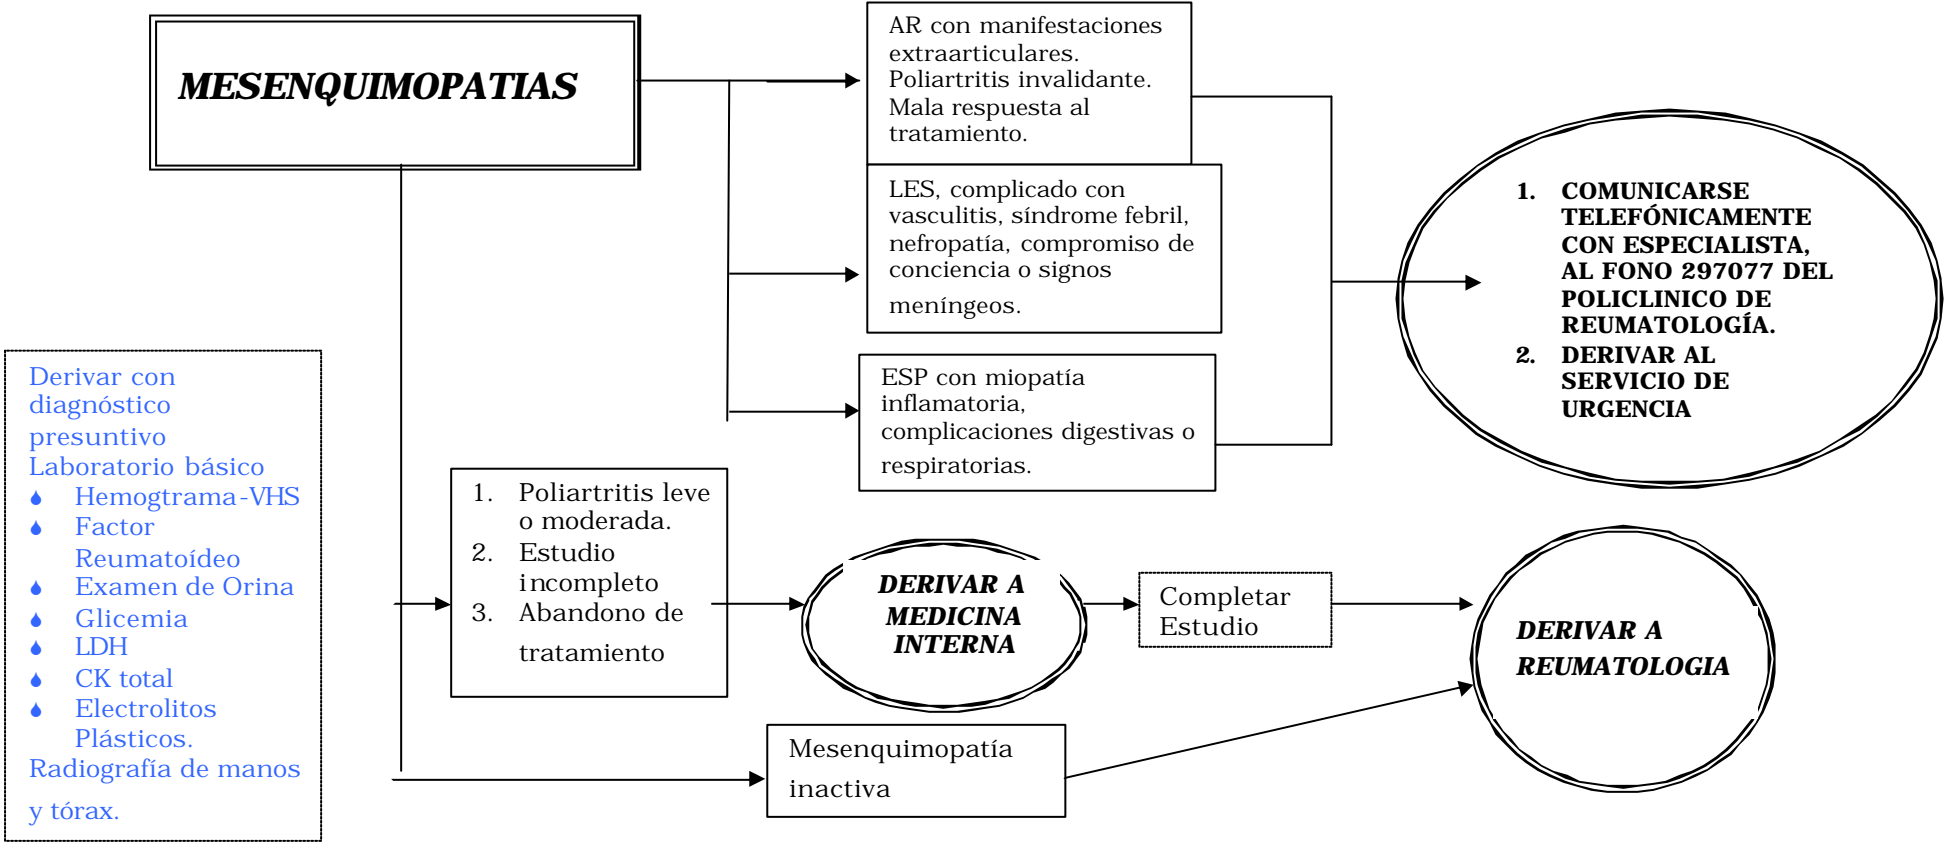 MESENQUIMOPATIAS
AR con manifestaciones
extraarticulares.
Poliartritis invalidante.
Mala respuesta al
tratamiento.
LES, complicado con
vasculitis, síndrome febril,
nefropatía, compromiso de
conciencia o signos
meníngeos.
ESP con miopatía
inflamatoria,
complicaciones digestivas o
respiratorias.
1. COMUNICARSE
TELEFÓNICAMENTE
CON ESPECIALISTA,
AL FONO 297077 DEL
POLICLINICO DE
REUMATOLOGÍA.
2. DERIVAR AL
SERVICIO DE
URGENCIA
Derivar con
diagnóstico
presuntivo
Laboratorio básico
Hemogtrama-VHS
Factor
Reumatoídeo
Examen de Orina
Glicemia
LDH
CK total
Electrolitos
Plásticos.
Radiografía de manos
y tórax.
1. Poliartritis leve
o moderada.
2. Estudio
incompleto
3. Abandono de
tratamiento
DERIVAR A
MEDICINA
INTERNA
Completar
Estudio
DERIVAR A
REUMATOLOGIA
Mesenquimopatía
inactiva